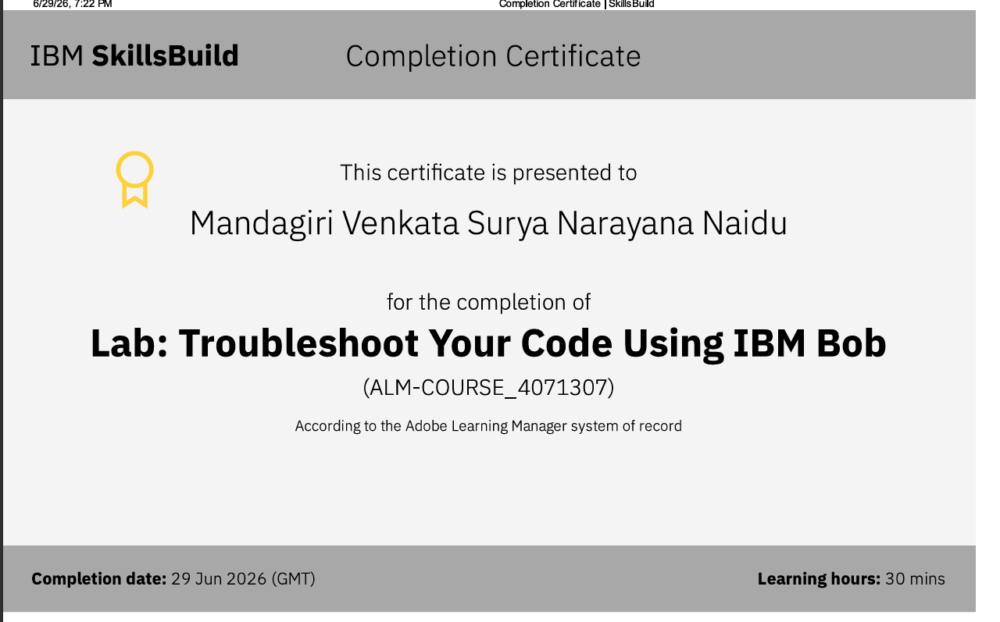 6/29/26, 7:22 PM Completion Certificate | SkillsBuild
IBM SkillsBuild Completion Certificate
This certificate is presented to
Mandagiri Venkata Surya Narayana Naidu
for the completion of
Lab: Troubleshoot Your Code Using IBM Bob
(ALM-COURSE_4071307)
According to the Adobe Learning Manager system of record
Completion date: 29 Jun 2026 (GMT) Learning hours: 30 mins